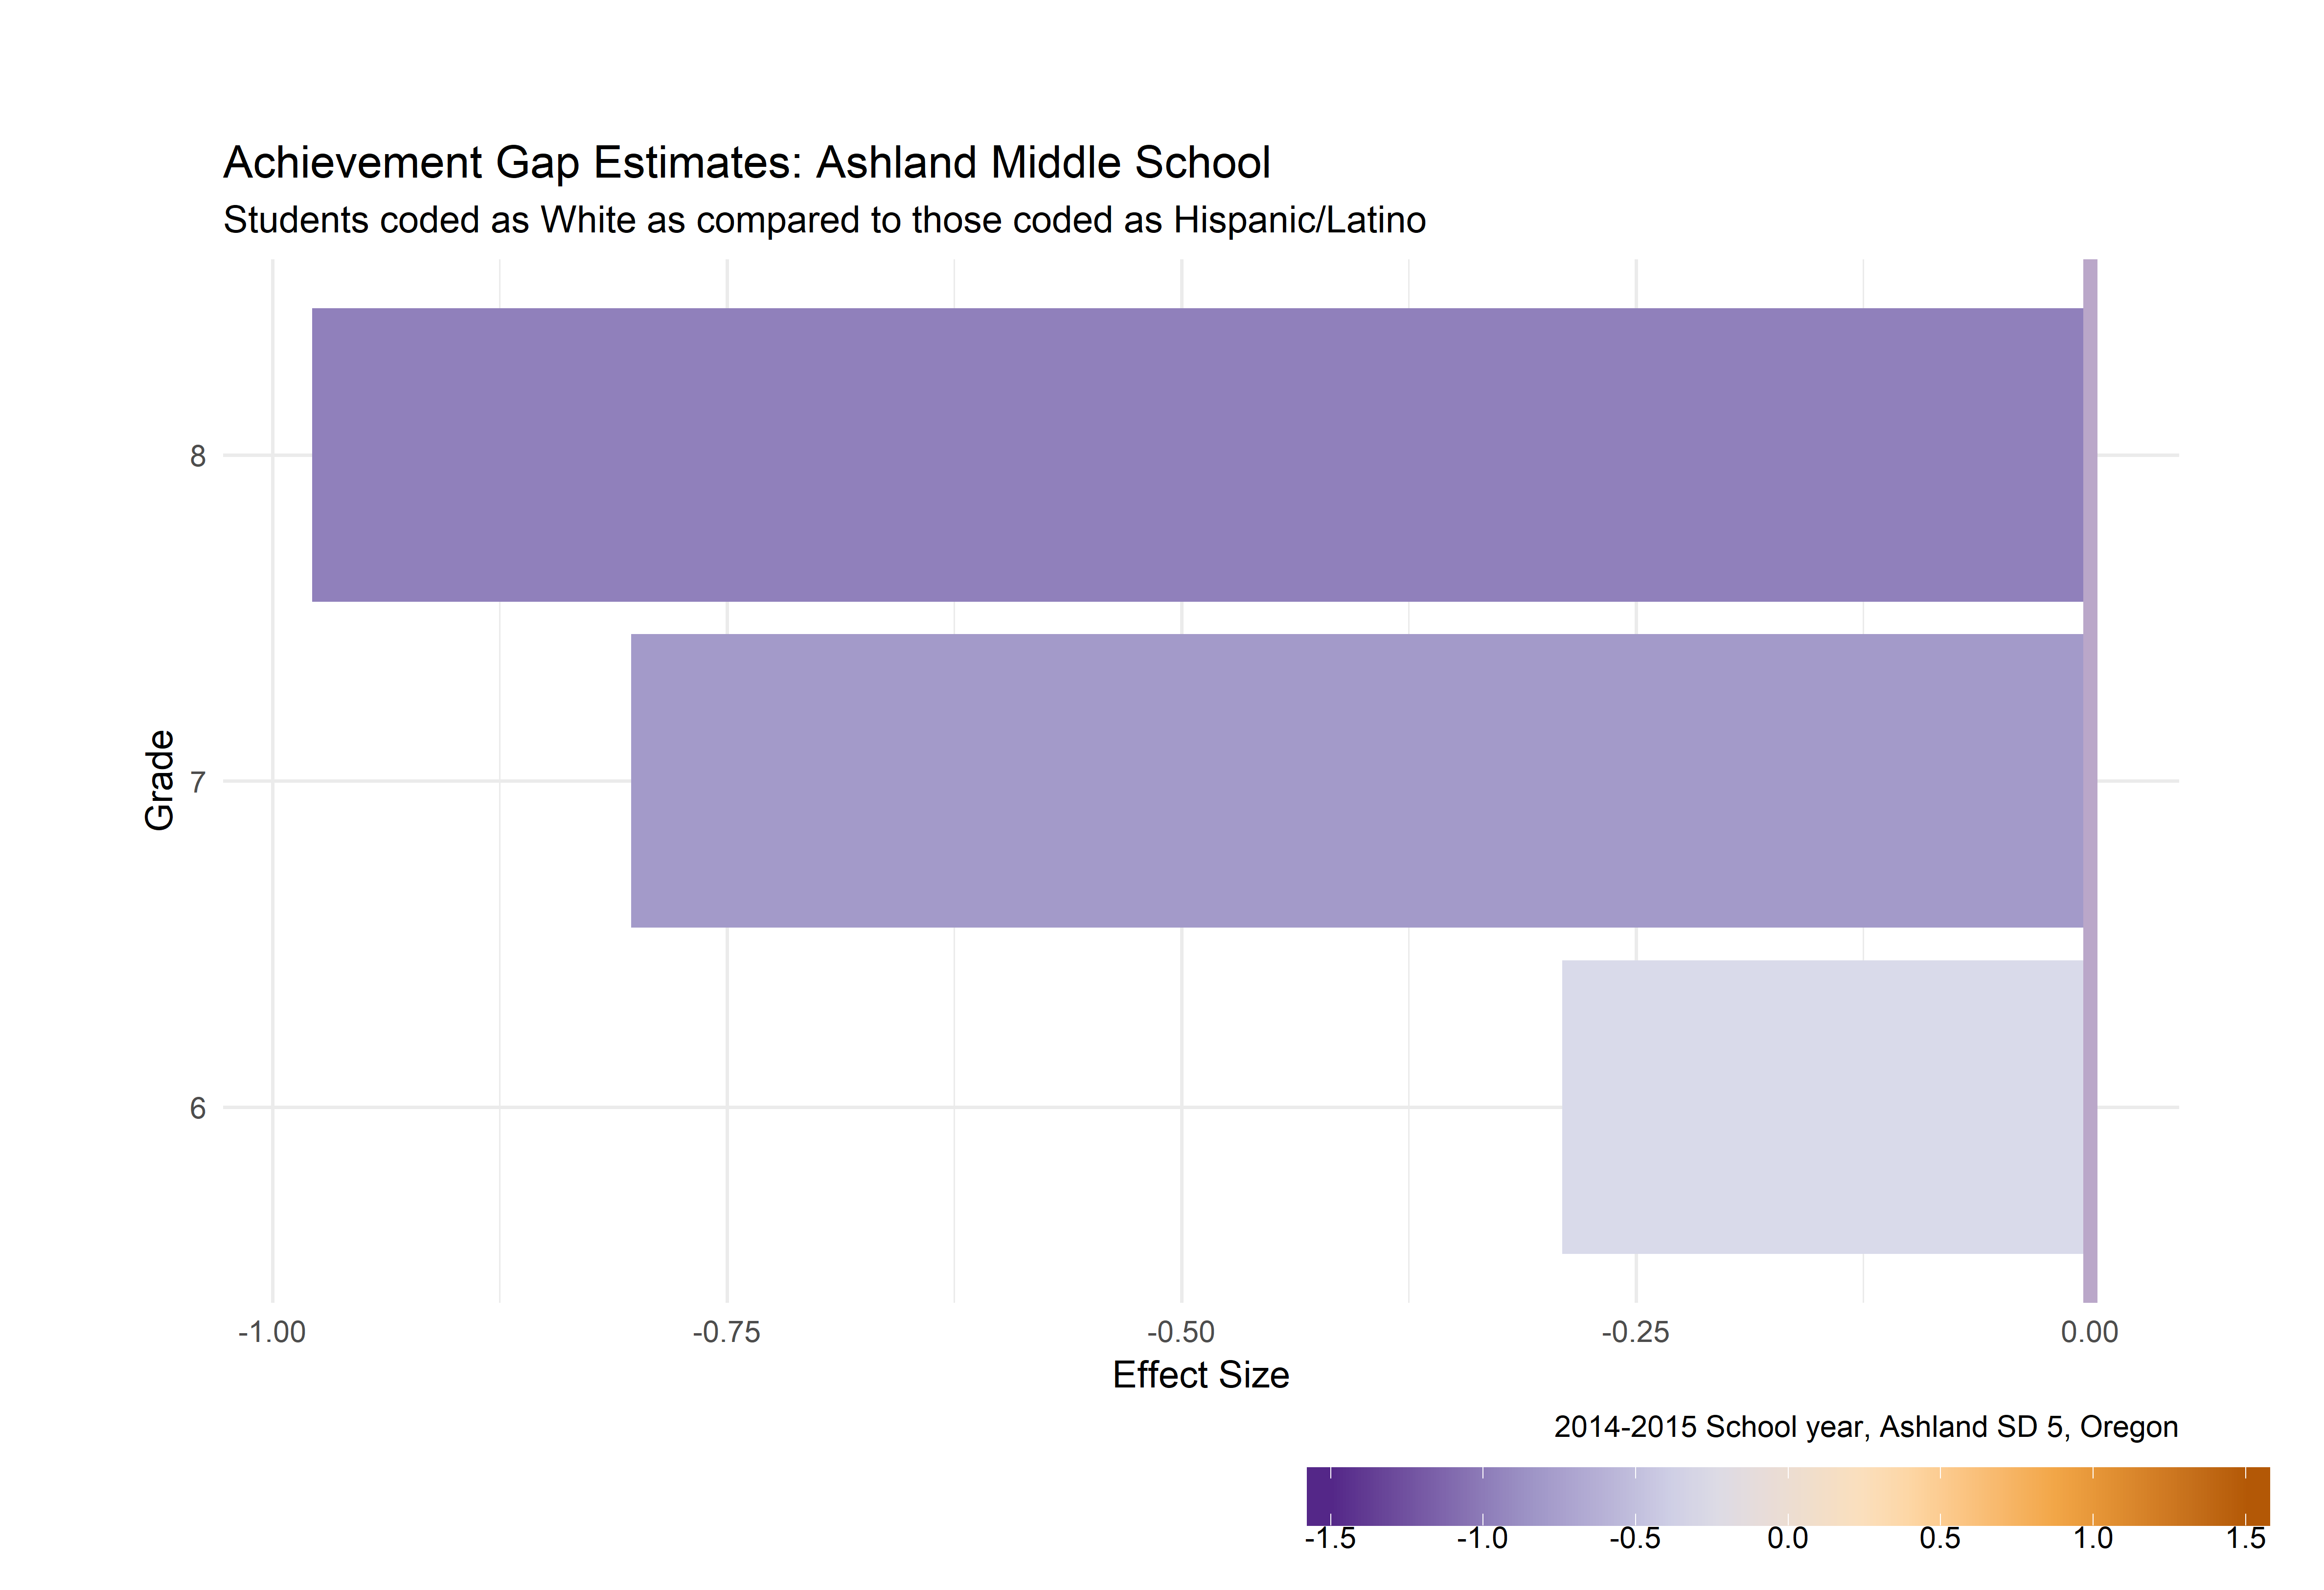 Achievement Gap Estimates: Ashland Middle School
Students coded as White as compared to those coded as Hispanic/Latino
8
7
6
Grade
-1.00 -0.75 -0.50 -0.25 0.00
Effect Size
2014-2015 School year, Ashland SD 5, Oregon
-1.5 -1.0 -0.5 0.0 0.5 1.0 1.5